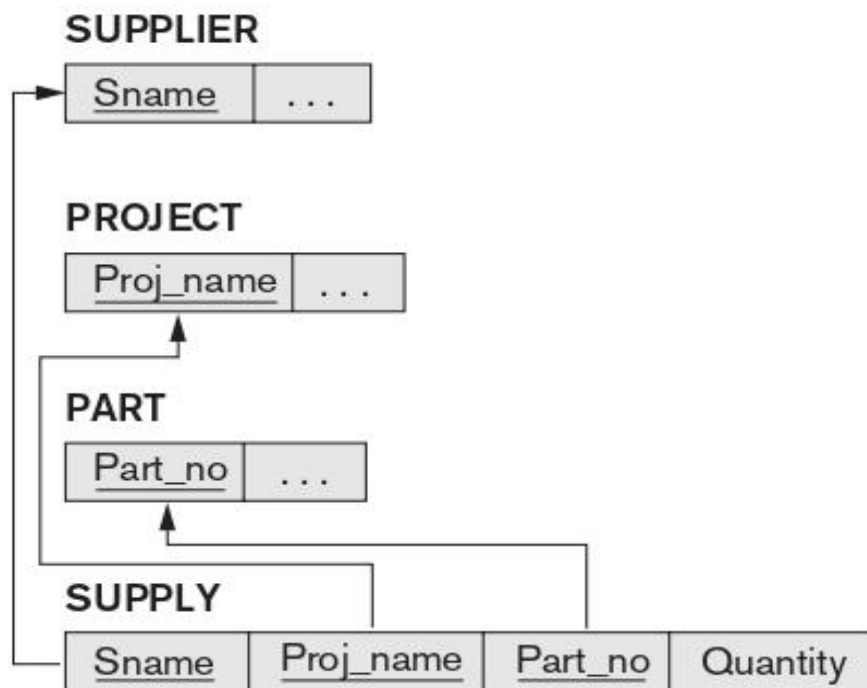 SUPPLIER
Sname ...
PROJECT
Proj_name ...
PART
Part_no ...
SUPPLY
Sname Proj_name Part_no Quantity